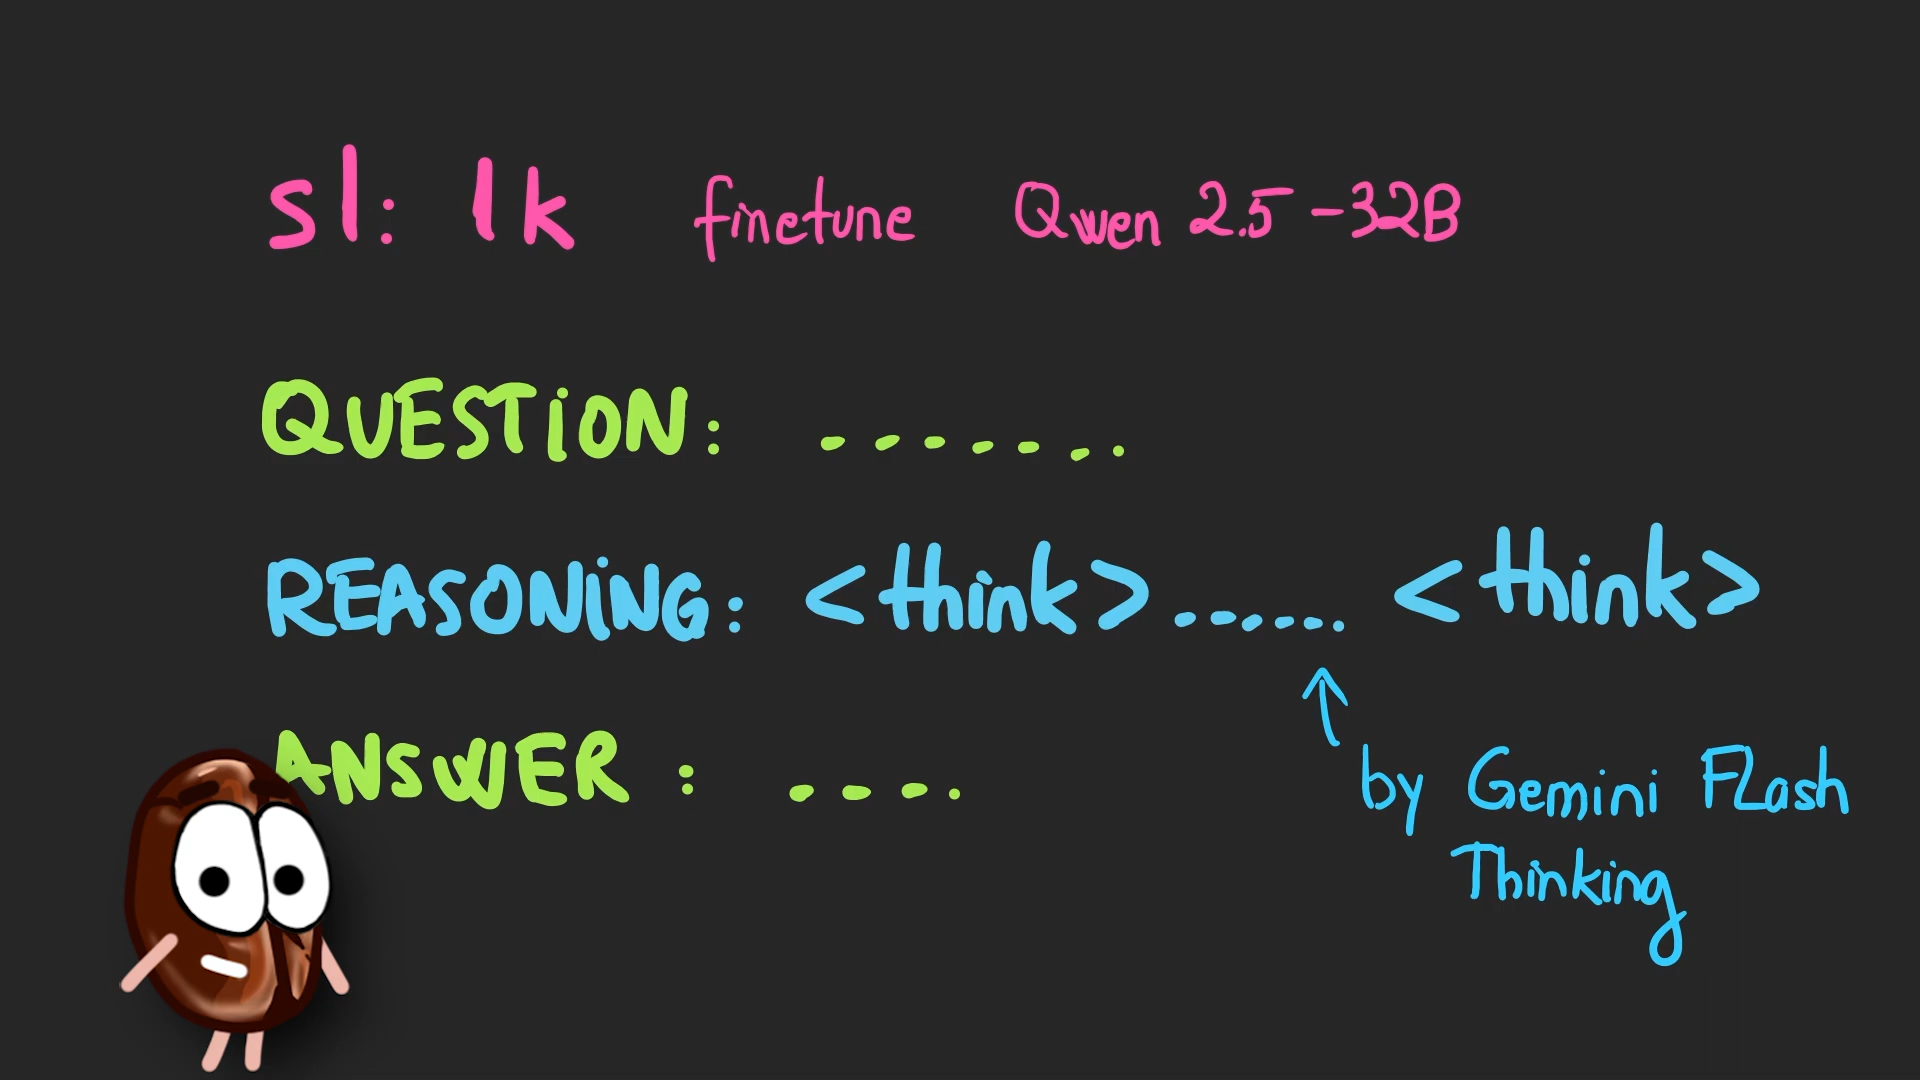 s1: 1k finetune Qwen 2.5-32B
QUESTION: - - - - - - .
REASONING: <think>......<think>
ANSWER: - - - .
by Gemini Flash
Thinking